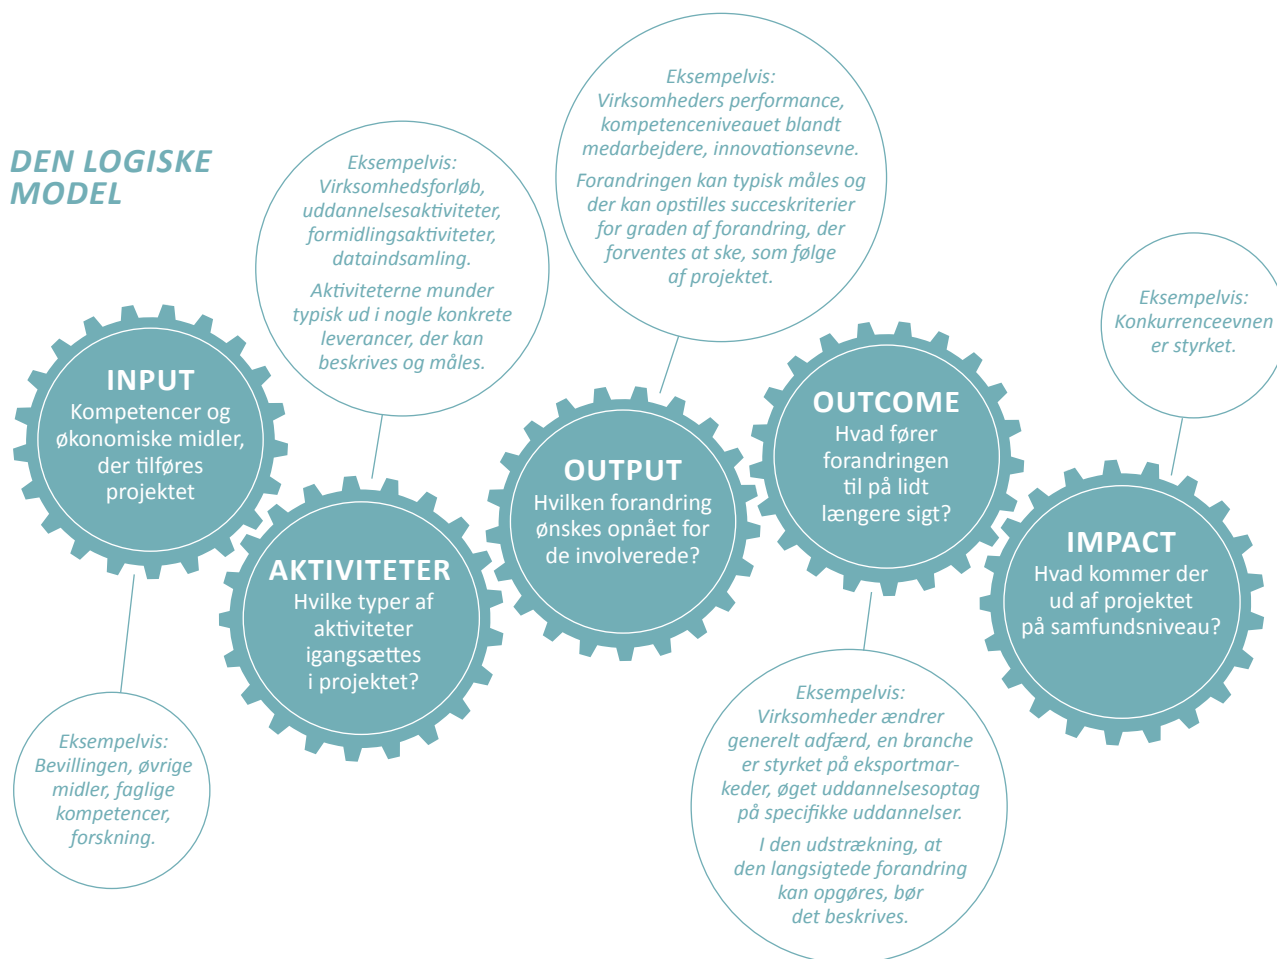 DEN LOGISKE
MODEL
INPUT
Kompetencer og
økonomiske midler,
der tilføres
projektet
Eksempelvis:
Bevillingen, øvrige
midler, faglige
kompetencer,
forskning.
Eksempelvis:
Virksomhedsforløb,
uddannelsesaktiviteter,
formidlingsaktiviteter,
dataindsamling.
Aktiviteterne munder
typisk ud i nogle konkrete
leverancer, der kan
beskrives og måles.
AKTIVITETER
Hvilke typer af
aktiviteter
igangsættes
i projektet?
Eksempelvis:
Virksomheders performance,
kompetenceniveauet blandt
medarbejdere, innovationsevne.
Forandringen kan typisk måles og
der kan opstilles succeskriterier
for graden af forandring, der
forventes at ske, som følge
af projektet.
OUTPUT
Hvilken forandring
ønskes opnået for
de involverede?
OUTCOME
Hvad fører
forandringen
til på lidt
længere sigt?
Eksempelvis:
Virksomheder ændrer
generelt adfærd, en branche
er styrket på eksportmar-
keder, øget uddannelsesoptag
på specifikke uddannelser.
I den udstrækning, at
den langsigtede forandring
kan opgøres, bør
det beskrives.
Eksempelvis:
Konkurrenceevnen
er styrket.
IMPACT
Hvad kommer der
ud af projektet
på samfundsniveau?